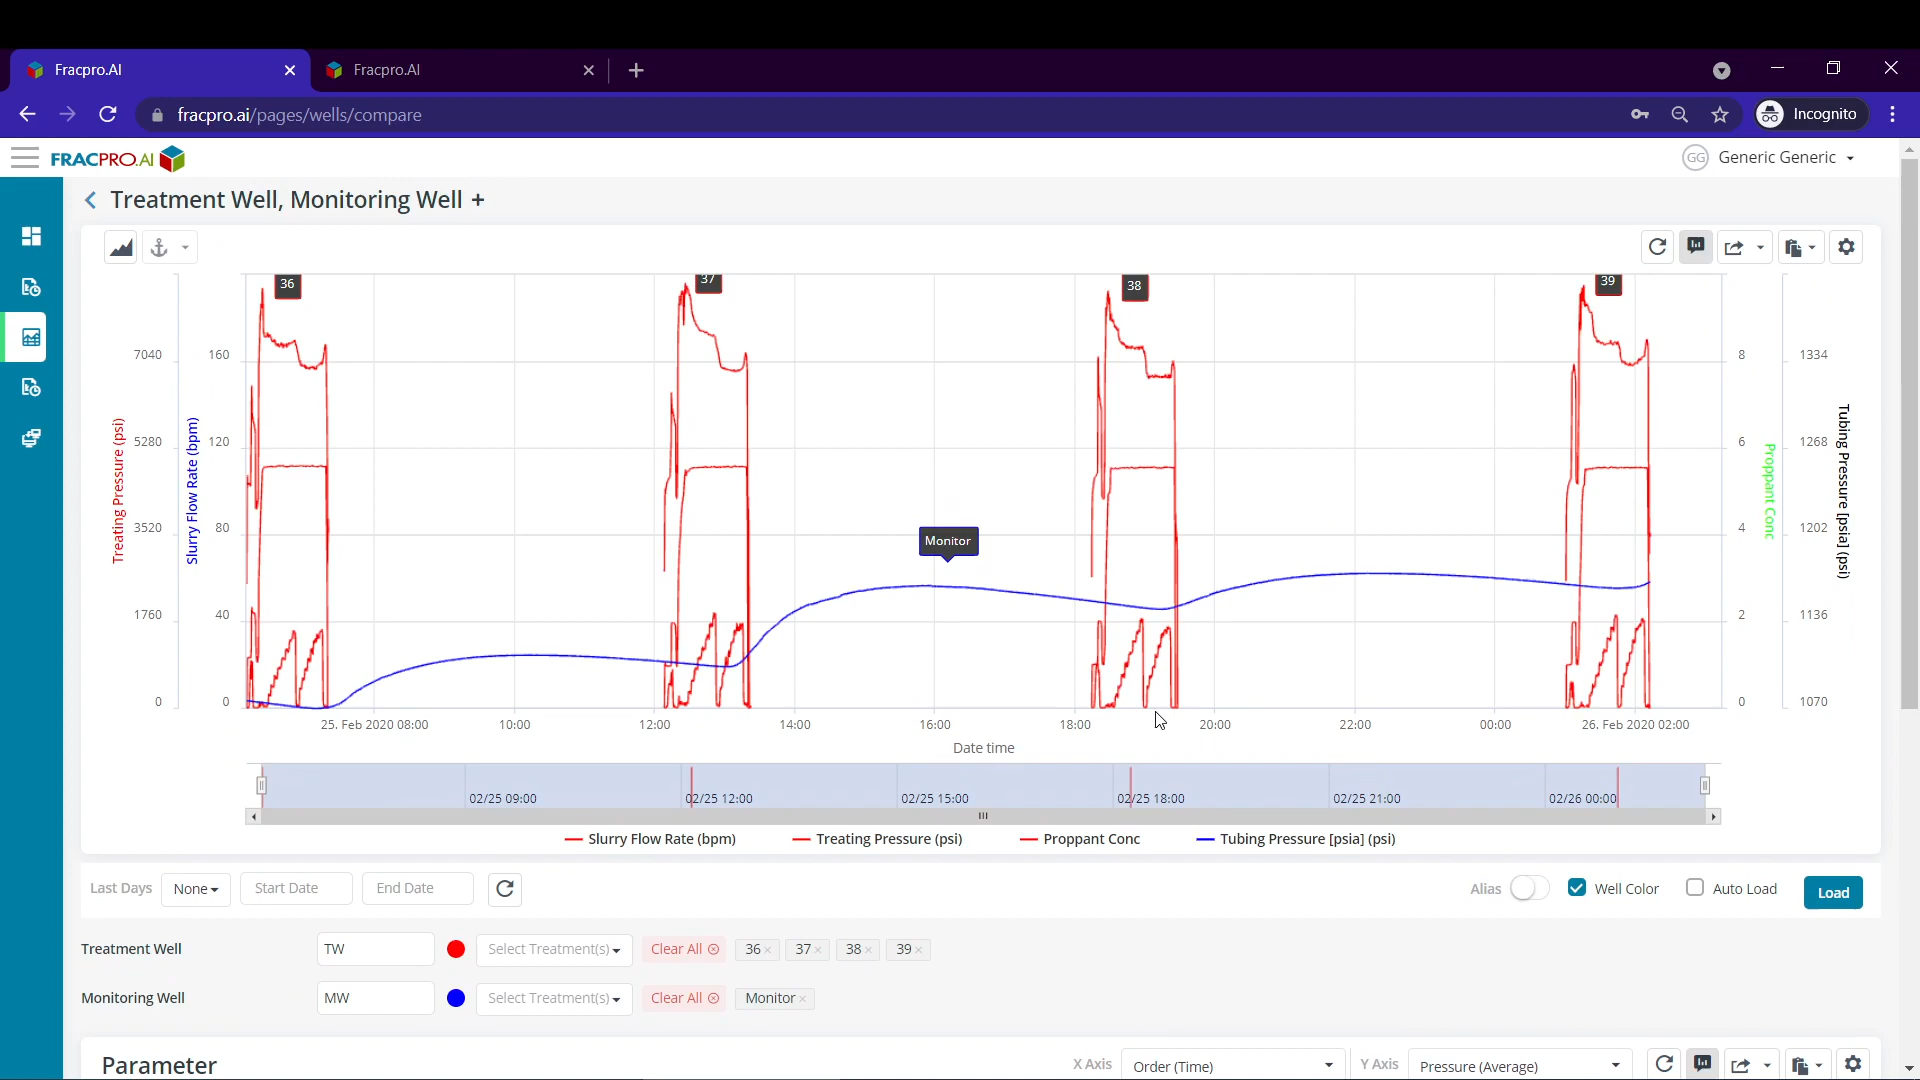 Fracpro.AI
Fracpro.AI
fracpro.ai/pages/wells/compare
Incognito
FRACPRO.AI
GG Generic Generic
Treatment Well, Monitoring Well +
36
37
38
39
Monitor
Treating Pressure (psi)
7040
5280
3520
1760
0
Slurry Flow Rate (bpm)
160
120
80
40
0
8
6
4
2
0
Proppant Conc
1334
1268
1202
1136
1070
Tubing Pressure [psia] (psi)
25. Feb 2020 08:00 10:00 12:00 14:00 16:00 18:00 20:00 22:00 00:00 26. Feb 2020 02:00
Date time
02/25 09:00 02/25 12:00 02/25 15:00 02/25 18:00 02/25 21:00 02/26 00:00
Slurry Flow Rate (bpm) Treating Pressure (psi) Proppant Conc Tubing Pressure [psia] (psi)
Last Days None Start Date End Date Alias Well Color Auto Load Load
Treatment Well TW Select Treatment(s) Clear All 36 × 37 × 38 × 39 ×
Monitoring Well MW Select Treatment(s) Clear All Monitor ×
Parameter X Axis Order (Time) Y Axis Pressure (Average)